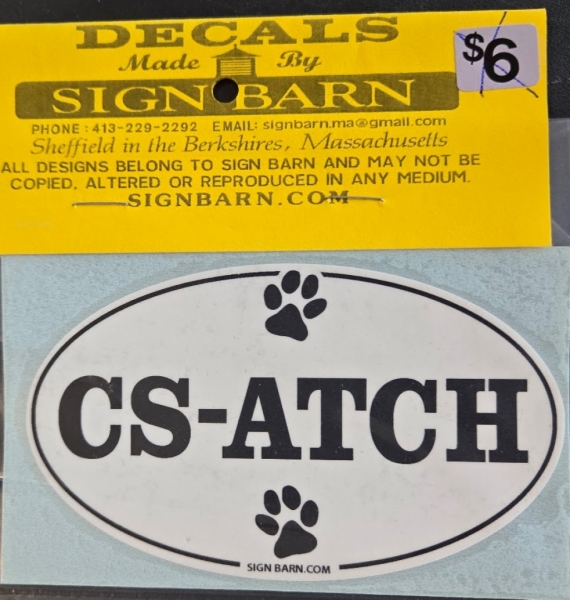 DECALS
$6
Made By
SIGN BARN
PHONE: 413-229-2292 EMAIL: signbarn.ma@gmail.com
Sheffield in the Berkshires, Massachusetts
ALL DESIGNS BELONG TO SIGN BARN AND MAY NOT BE
COPIED, ALTERED OR REPRODUCED IN ANY MEDIUM.
SIGNBARN.COM
CS-ATCH
SIGN BARN.COM